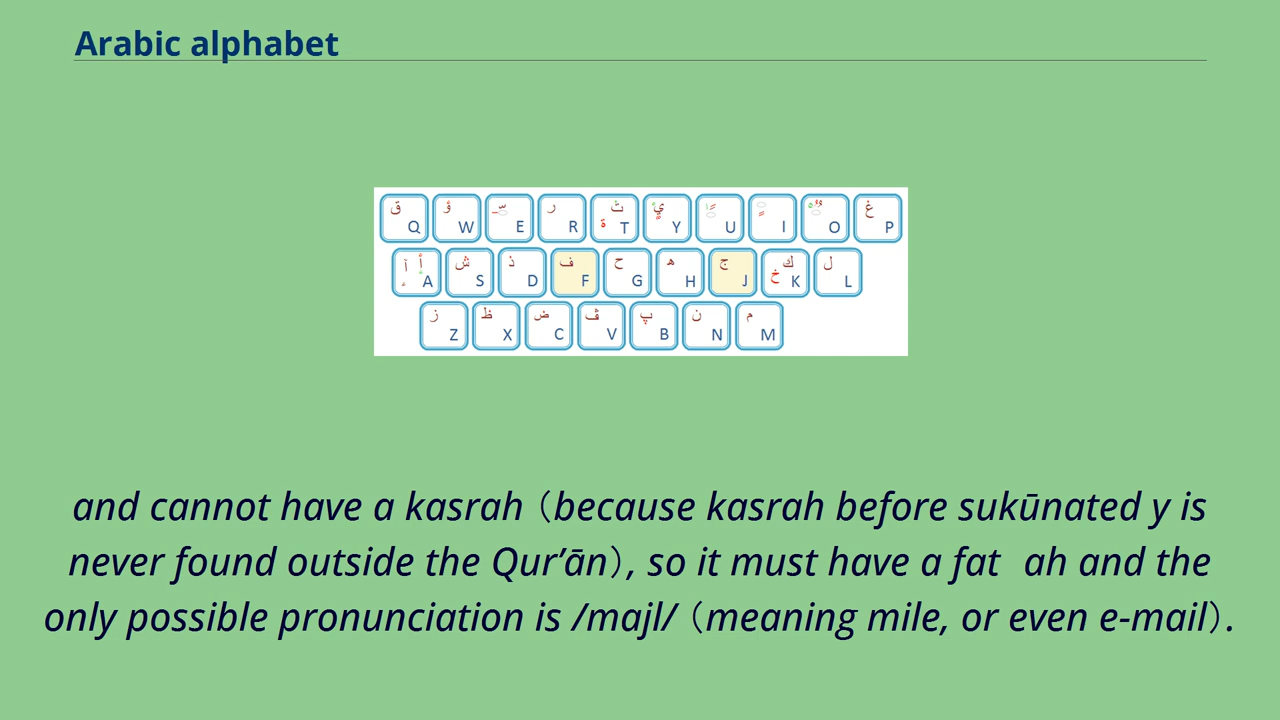 Arabic alphabet
ق Q ؤ W E ر R ث ة T ي Y U I O غ P
آ أ A ش S ذ D ف F ح G ه H ج J ك خ K ل L
ز Z ظ X ض C ڤ V پ B ن N م M
and cannot have a kasrah (because kasrah before sukūnated y is
never found outside the Qur’ān), so it must have a fat ah and the
only possible pronunciation is /majl/ (meaning mile, or even e-mail).